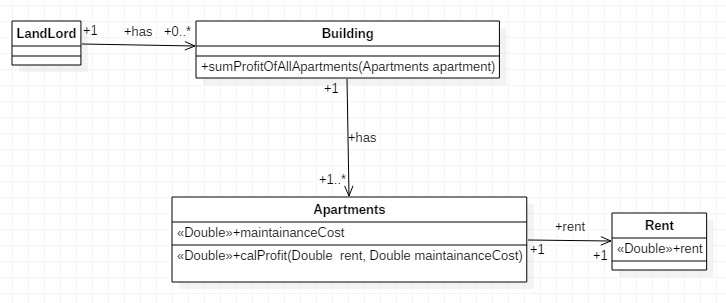 LandLord
+1
+has
+0..*
Building
+sumProfitOfAllApartments(Apartments apartment)
+1
+has
+1..*
Apartments
«Double»+maintainanceCost
«Double»+calProfit(Double rent, Double maintainanceCost)
+1
+rent
+1
Rent
«Double»+rent